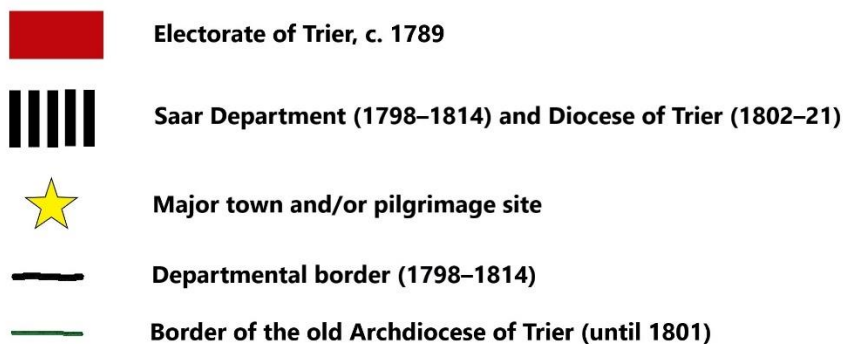 Electorate of Trier, c. 1789
Saar Department (1798–1814) and Diocese of Trier (1802–21)
Major town and/or pilgrimage site
Departmental border (1798–1814)
Border of the old Archdiocese of Trier (until 1801)